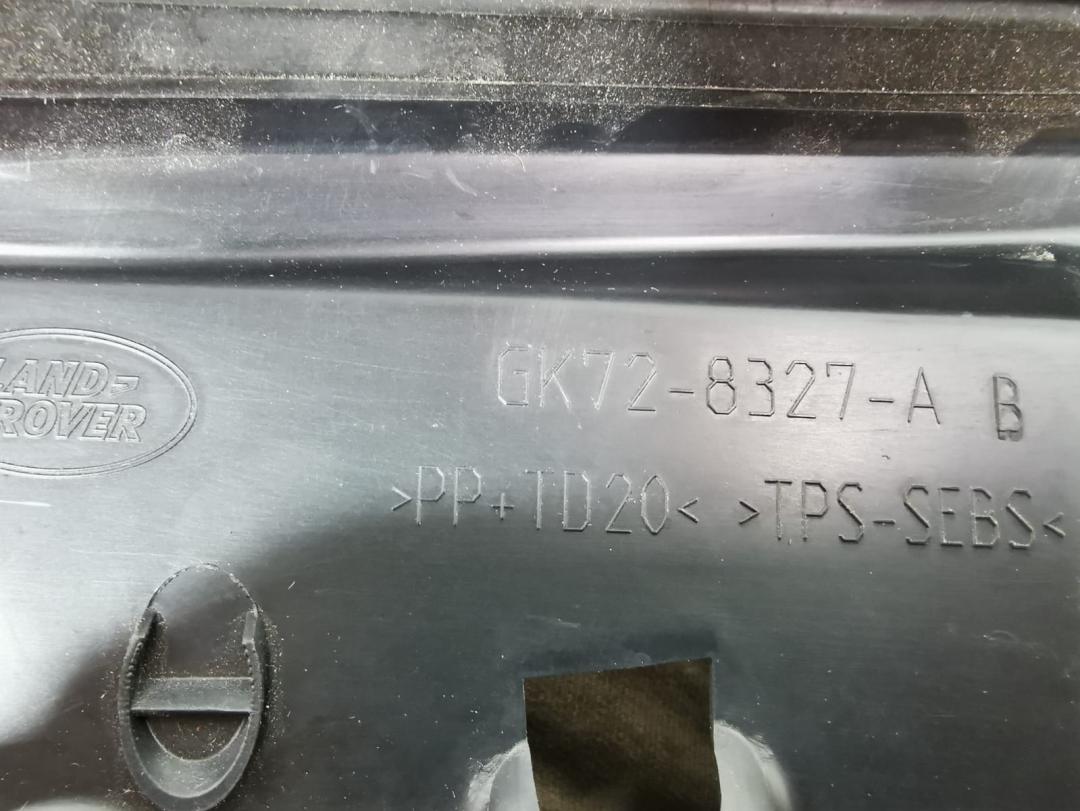 LAND-
ROVER
GK72-8327-A B
>PP+TD20< >TPS-SEBS<